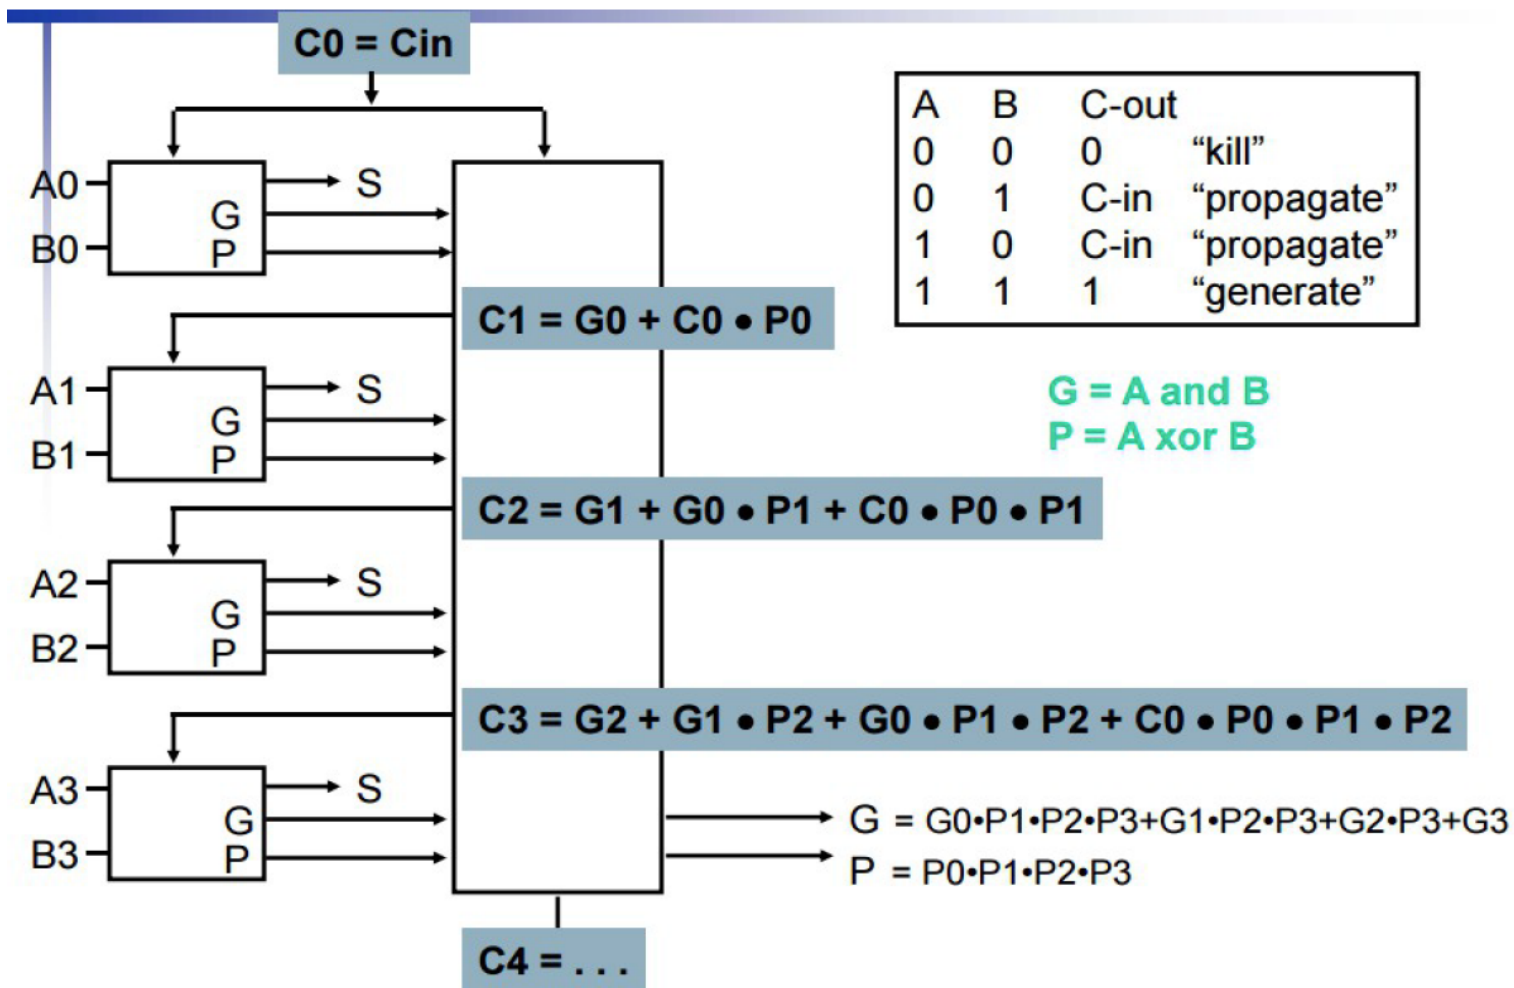 C0 = Cin
A B C-out
0 0 0 “kill”
0 1 C-in “propagate”
1 0 C-in “propagate”
1 1 1 “generate”
A0
S
G
B0
P
C1 = G0 + C0 • P0
G = A and B
P = A xor B
A1
S
G
B1
P
C2 = G1 + G0 • P1 + C0 • P0 • P1
A2
S
G
B2
P
C3 = G2 + G1 • P2 + G0 • P1 • P2 + C0 • P0 • P1 • P2
A3
S
G
B3
P
G = G0•P1•P2•P3+G1•P2•P3+G2•P3+G3
P = P0•P1•P2•P3
C4 = . . .